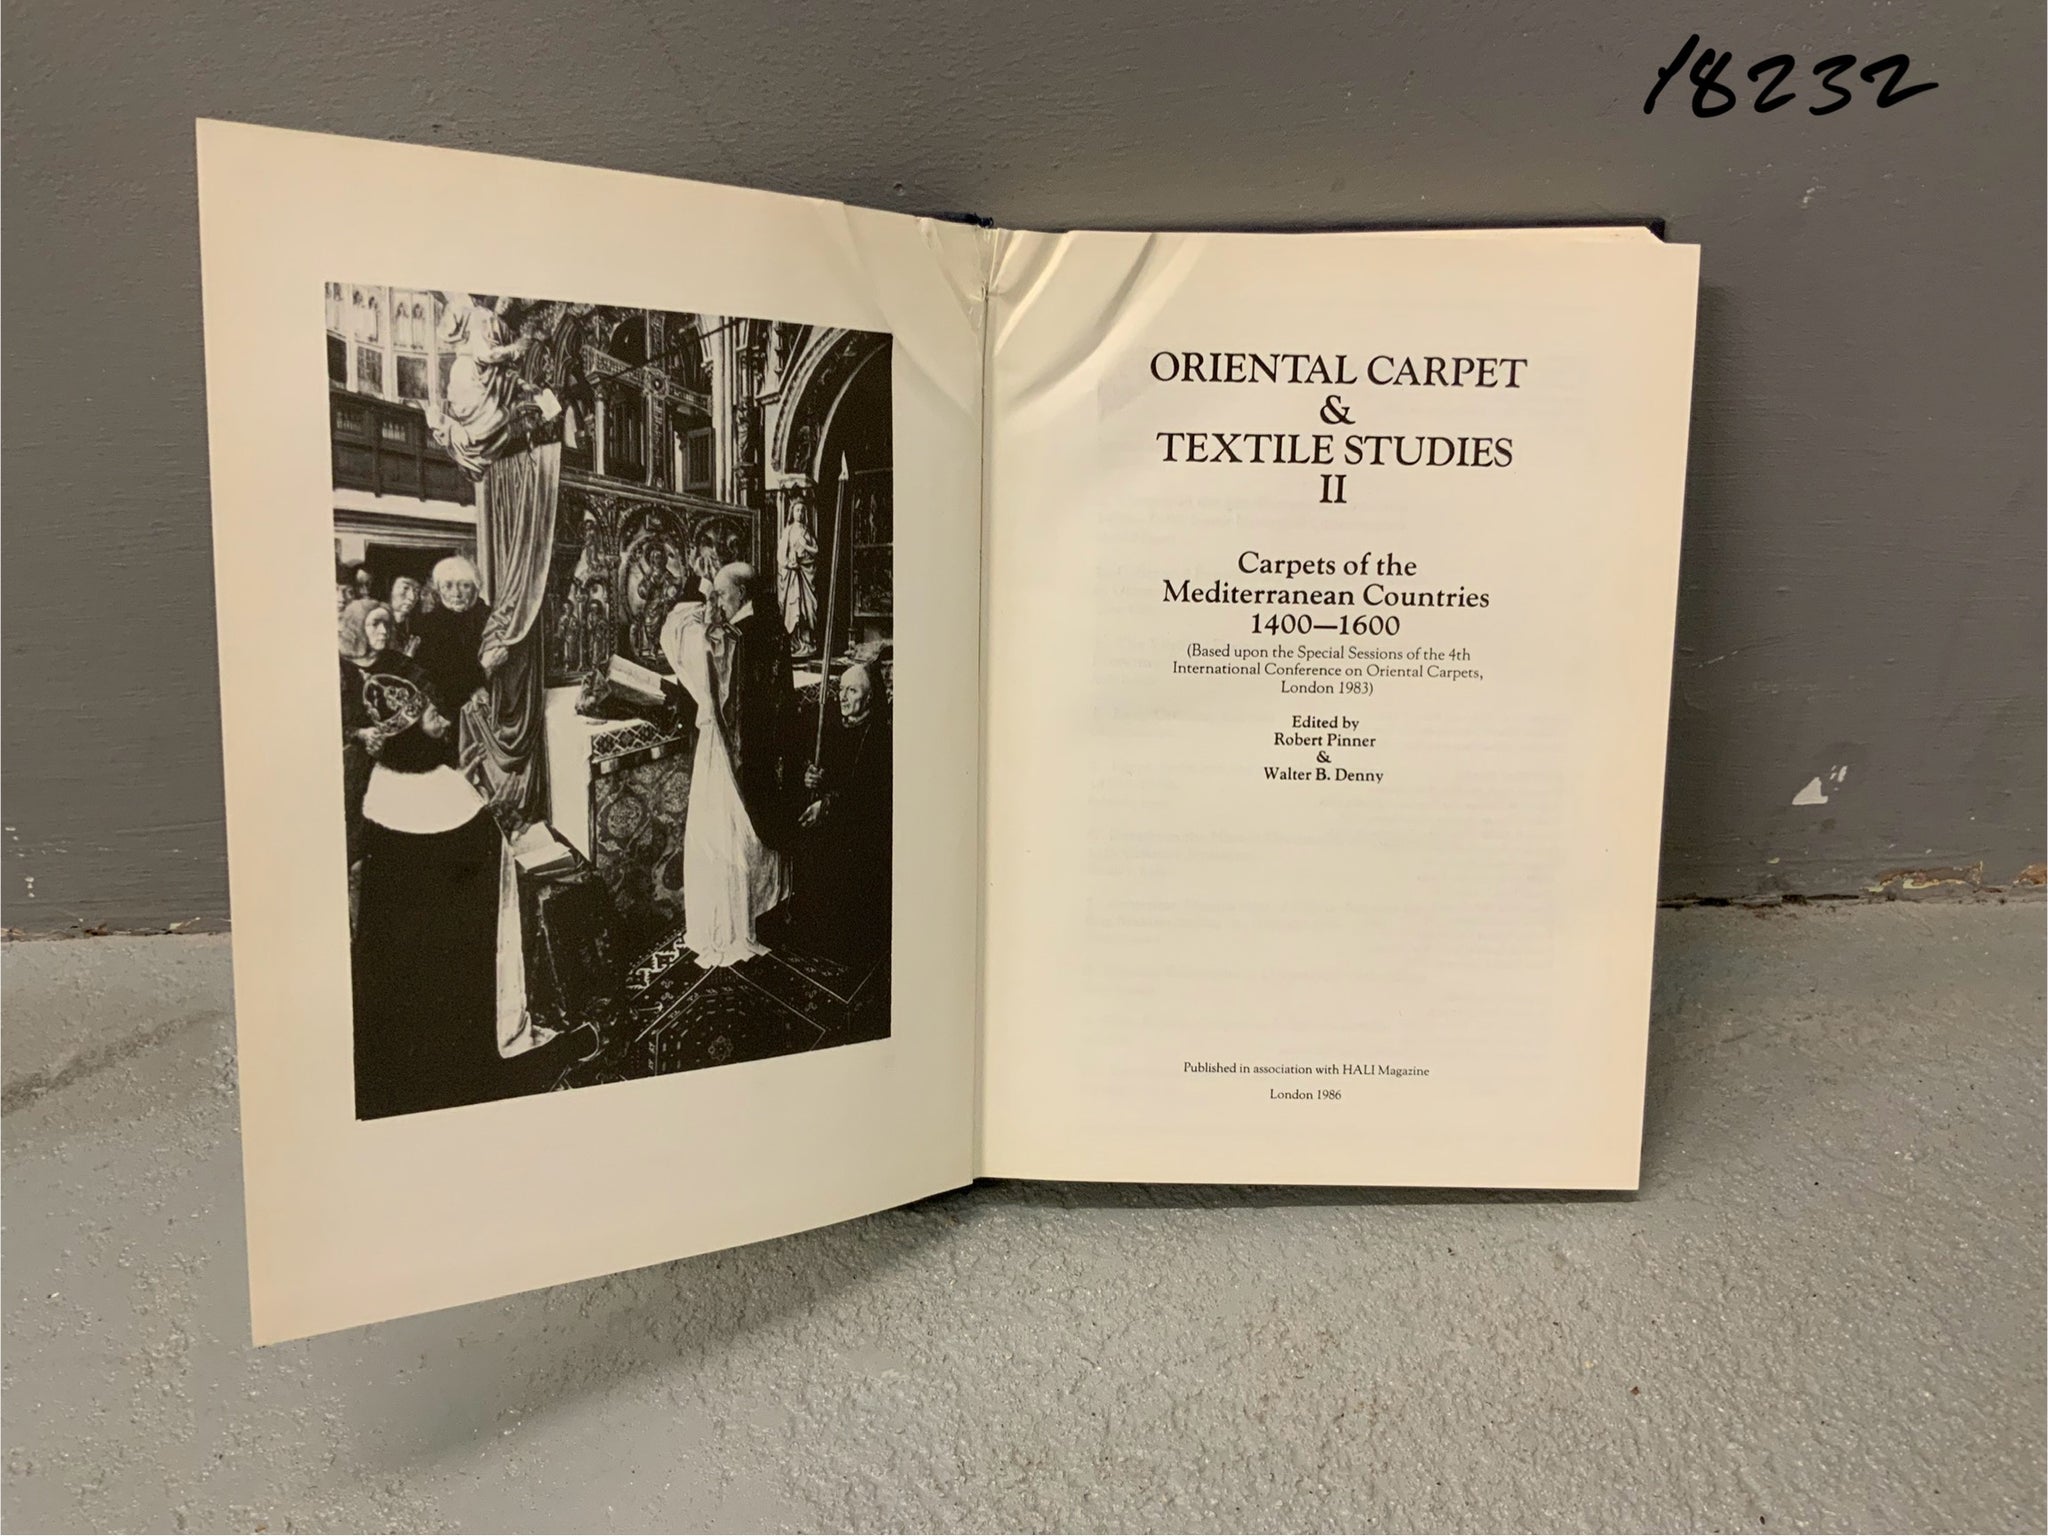 18232
ORIENTAL CARPET
&
TEXTILE STUDIES
II
Carpets of the
Mediterranean Countries
1400—1600
(Based upon the Special Sessions of the 4th
International Conference on Oriental Carpets,
London 1983)
Edited by
Robert Pinner
&
Walter B. Denny
Published in association with HALI Magazine
London 1986